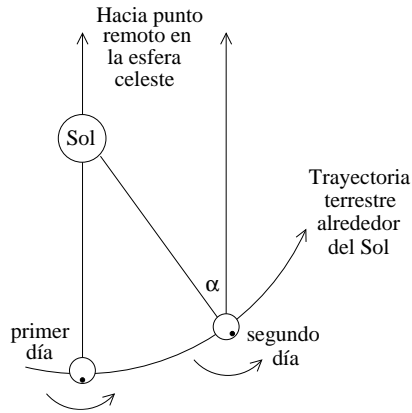 Hacia punto
remoto en
la esfera
celeste
Sol
Trayectoria
terrestre
alrededor
del Sol
α
primer
día
segundo
día